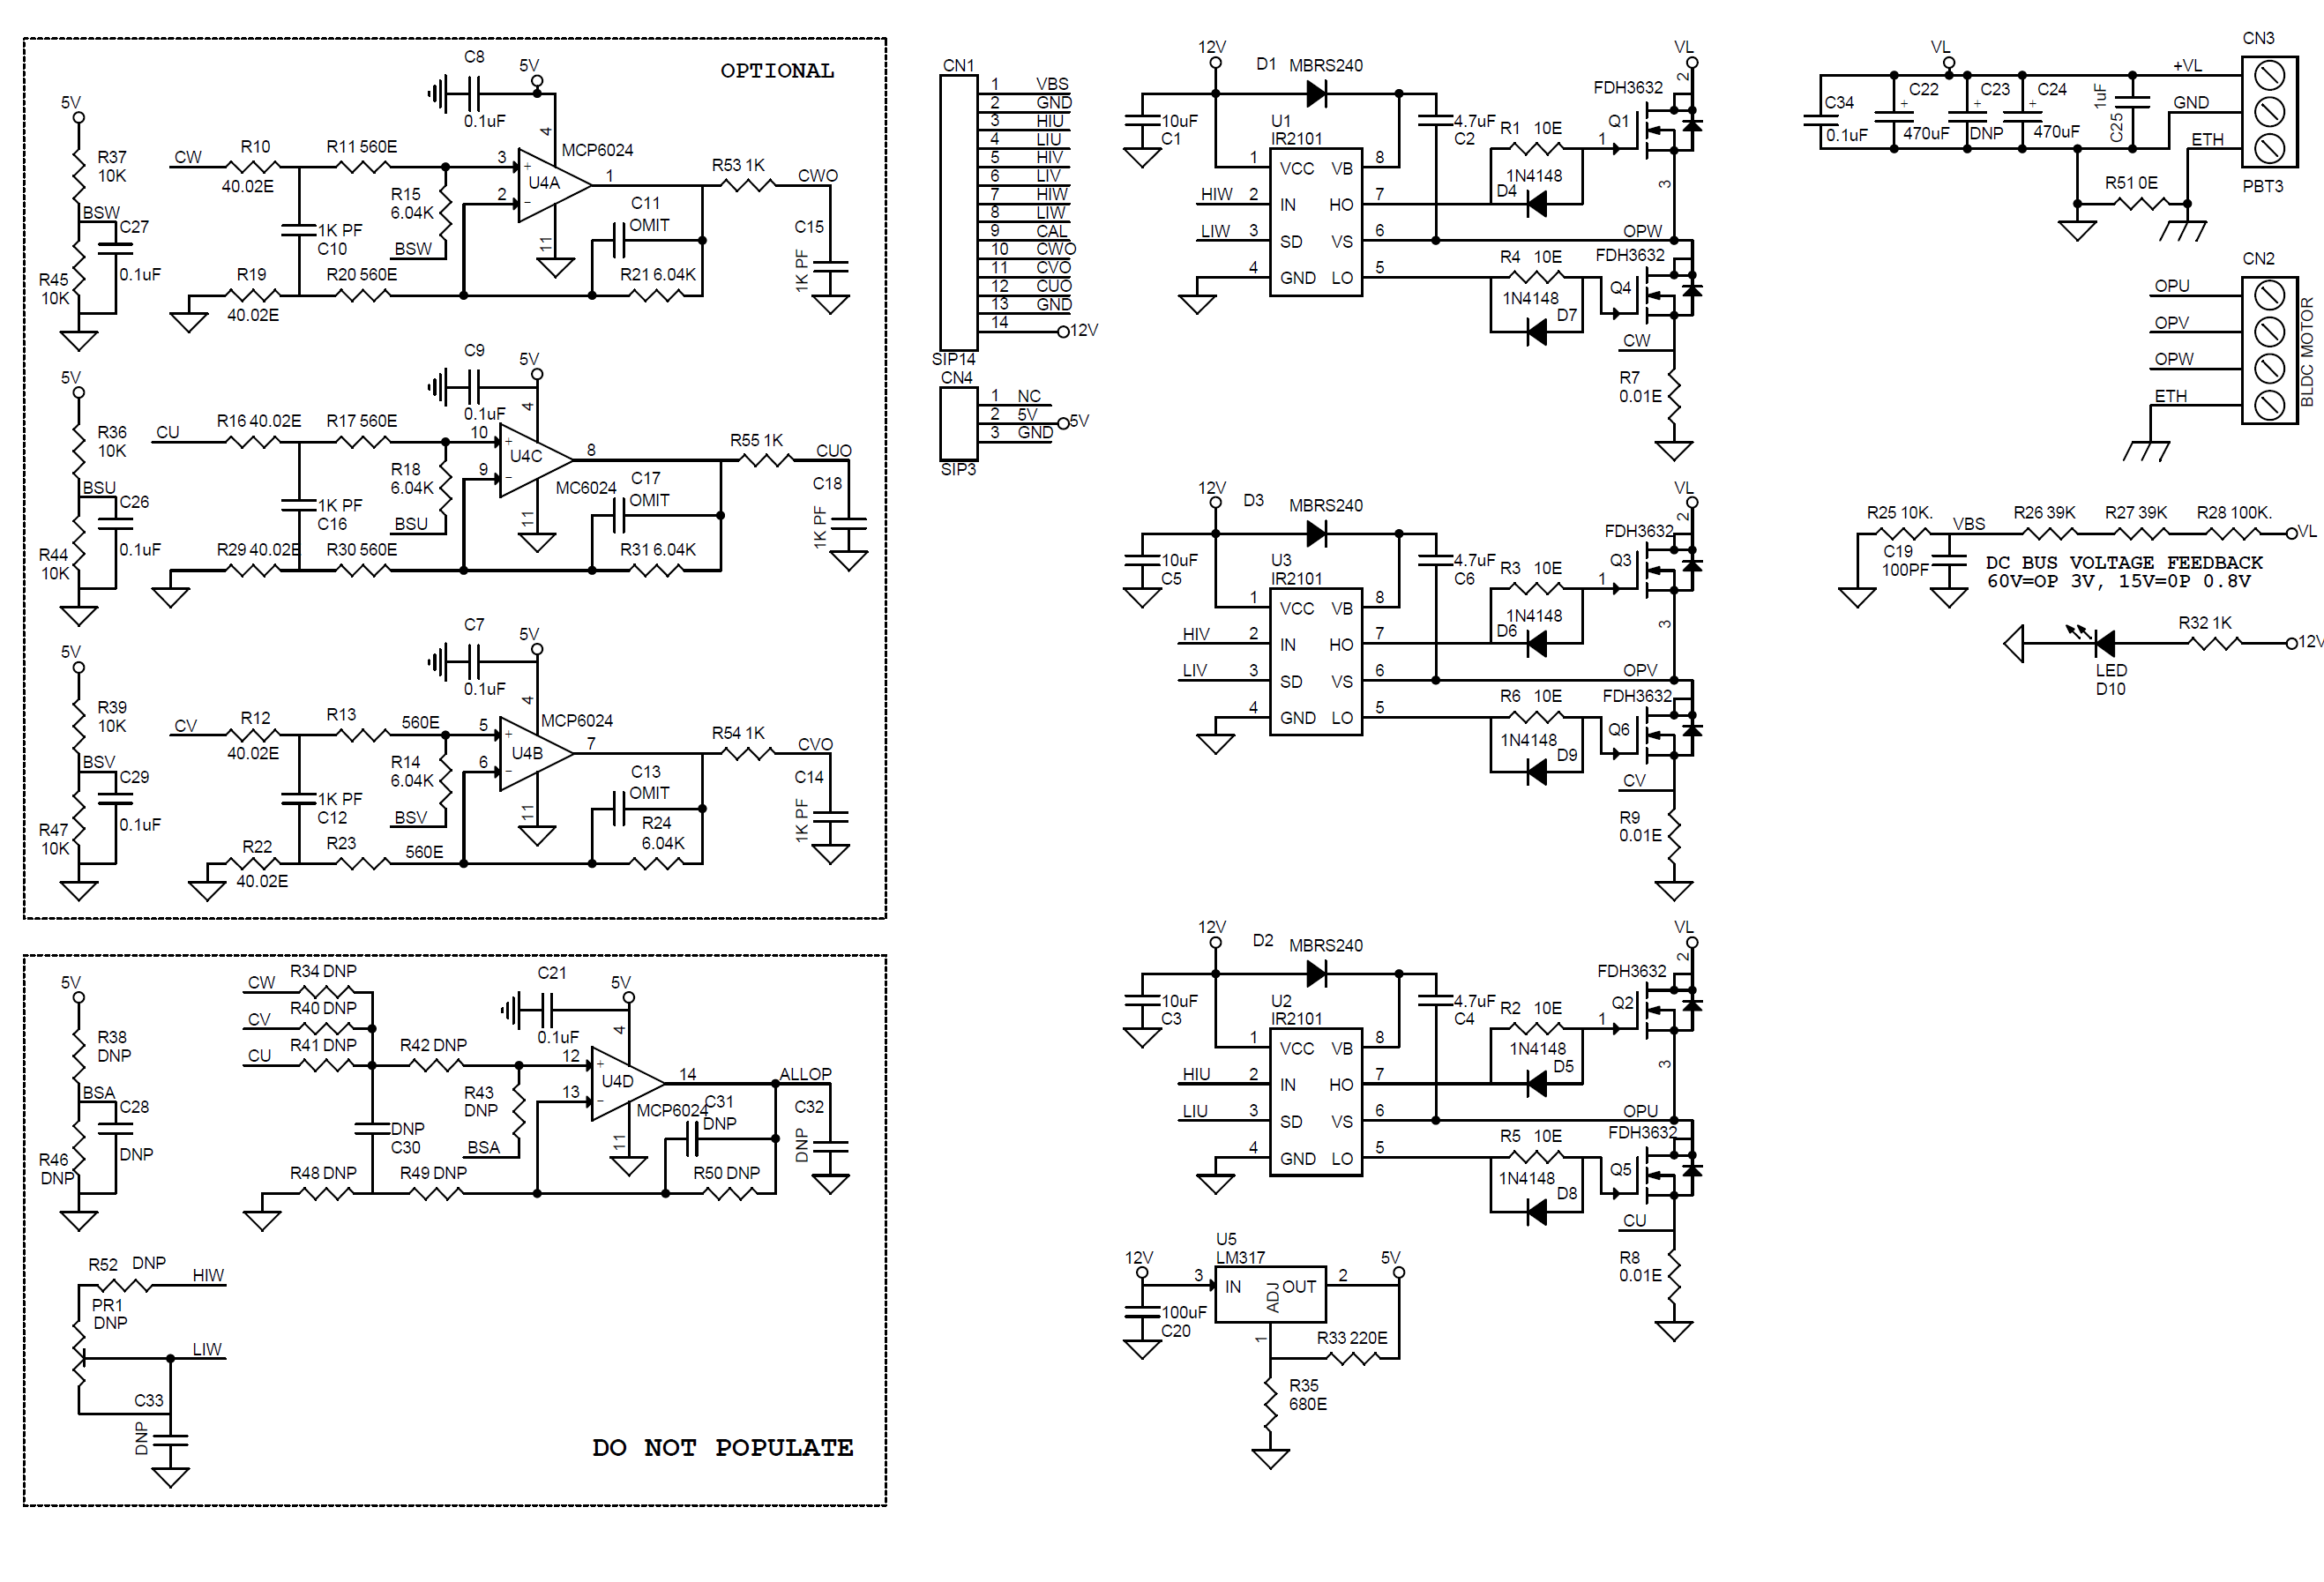 OPTIONAL
5V
R37
10K
BSW
C27
0.1uF
R45
10K
CW
R10
40.02E
R11 560E
R15
6.04K
BSW
1K PF
C10
R19
40.02E
R20 560E
C8
0.1uF
5V
4
3
2
+
-
U4A
MCP6024
1
11
C11
OMIT
R21 6.04K
R53 1K
CWO
C15
1K PF
5V
R36
10K
BSU
C26
0.1uF
R44
10K
CU
R16 40.02E
R17 560E
R18
6.04K
BSU
1K PF
C16
R29 40.02E
R30 560E
C9
0.1uF
5V
4
10
9
+
-
U4C
MC6024
8
11
C17
OMIT
R31 6.04K
R55 1K
CUO
C18
1K PF
5V
R39
10K
BSV
C29
0.1uF
R47
10K
CV
R12
40.02E
R13
560E
R14
6.04K
BSV
1K PF
C12
R22
40.02E
R23
560E
C7
0.1uF
5V
4
5
6
+
-
U4B
MCP6024
7
11
C13
OMIT
R24
6.04K
R54 1K
CVO
C14
1K PF
5V
R38
DNP
BSA
C28
DNP
R46
DNP
CW
R34 DNP
CV
R40 DNP
CU
R41 DNP
R42 DNP
R43
DNP
BSA
DNP
C30
R48 DNP
R49 DNP
C21
0.1uF
5V
4
12
13
+
-
U4D
MCP6024
14
11
C31
DNP
R50 DNP
ALLOP
C32
DNP
R52 DNP
HIW
PR1
DNP
LIW
C33
DNP
DO NOT POPULATE
CN1
1 VBS
2 GND
3 HIU
4 LIU
5 HIV
6 LIV
7 HIW
8 LIW
9 CAL
10 CWO
11 CVO
12 CUO
13 GND
14 12V
SIP14
CN4
1 NC
2 5V 5V
3 GND
SIP3
12V
D1 MBRS240
10uF
C1
U1
IR2101
1 VCC VB 8
HIW 2 IN HO 7
LIW 3 SD VS 6
4 GND LO 5
4.7uF
C2
R1 10E
1N4148
D4
VL
2
FDH3632
Q1
1
3
OPW
R4 10E
1N4148
D7
FDH3632
Q4
CW
R7
0.01E
12V
D3 MBRS240
10uF
C5
U3
IR2101
1 VCC VB 8
HIV 2 IN HO 7
LIV 3 SD VS 6
4 GND LO 5
4.7uF
C6
R3 10E
1N4148
D6
VL
2
FDH3632
Q3
1
3
OPV
R6 10E
1N4148
D9
FDH3632
Q6
CV
R9
0.01E
12V
D2 MBRS240
10uF
C3
U2
IR2101
1 VCC VB 8
HIU 2 IN HO 7
LIU 3 SD VS 6
4 GND LO 5
4.7uF
C4
R2 10E
1N4148
D5
VL
2
FDH3632
Q2
1
3
OPU
R5 10E
1N4148
D8
FDH3632
Q5
CU
R8
0.01E
12V
U5
LM317
3 IN OUT 2
ADJ
1
5V
100uF
C20
R33 220E
R35
680E
VL
C34
0.1uF
C22
+
470uF
C23
+
DNP
C24
+
470uF
1uF
C25
CN3
+VL
GND
ETH
PBT3
R51 0E
CN2
OPU
OPV
OPW
ETH
BLDC MOTOR
R25 10K.
VBS
R26 39K
R27 39K
R28 100K.
VL
C19
100PF
DC BUS VOLTAGE FEEDBACK
60V=OP 3V, 15V=0P 0.8V
R32 1K
12V
LED
D10